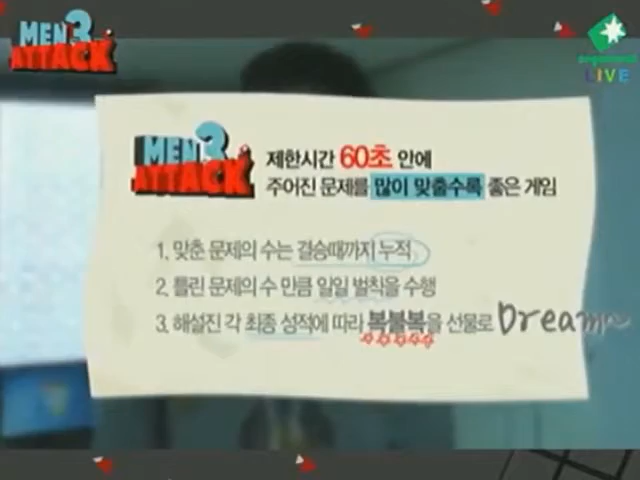 MEN 3
ATTACK
LIVE
MEN 3
ATTACK
제한시간 60초 안에
주어진 문제를 많이 맞출수록 좋은 게임
1. 맞춘 문제의 수는 결승때까지 누적
2. 틀린 문제의 수 만큼 일일 벌칙을 수행
3. 해설진 각 최종 성적에 따라 복불복을 선물로 Dream~